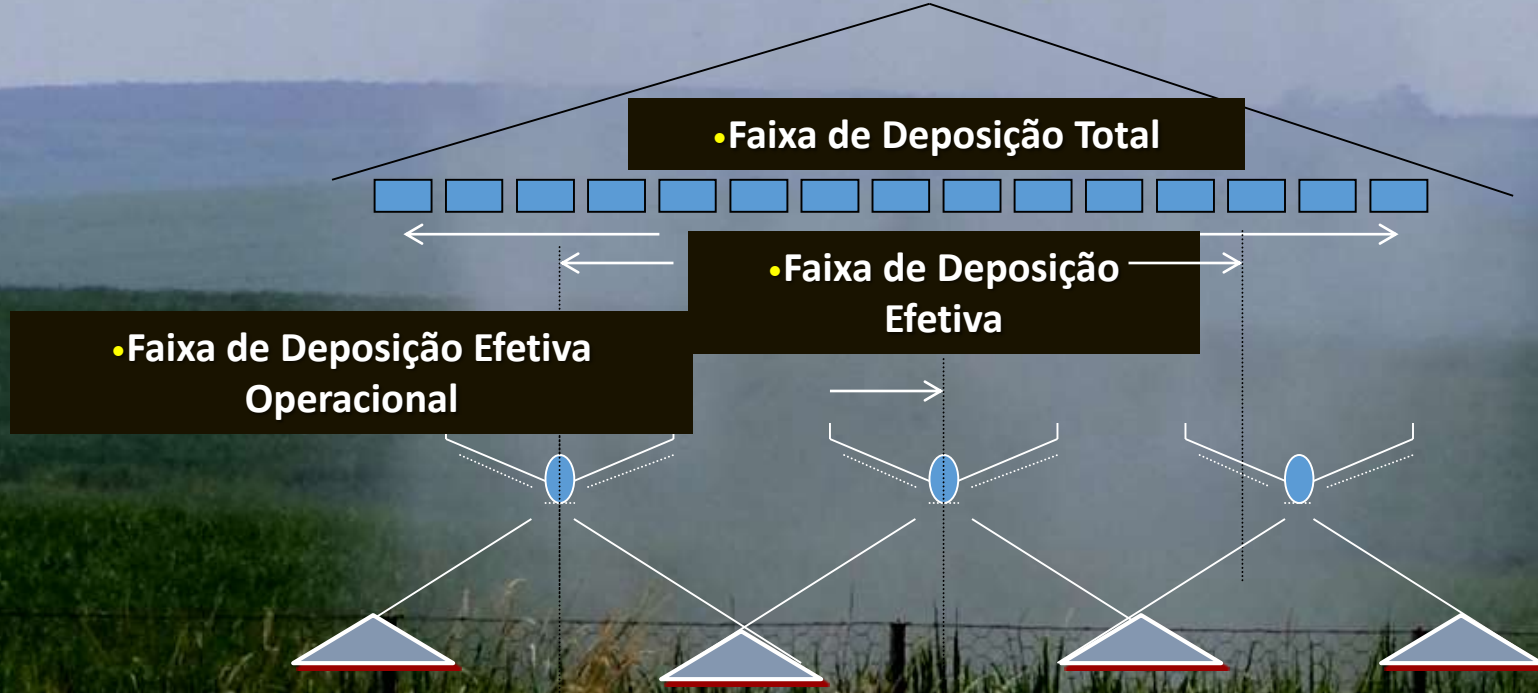 •Faixa de Deposição Total
•Faixa de Deposição
Efetiva
•Faixa de Deposição Efetiva
Operacional